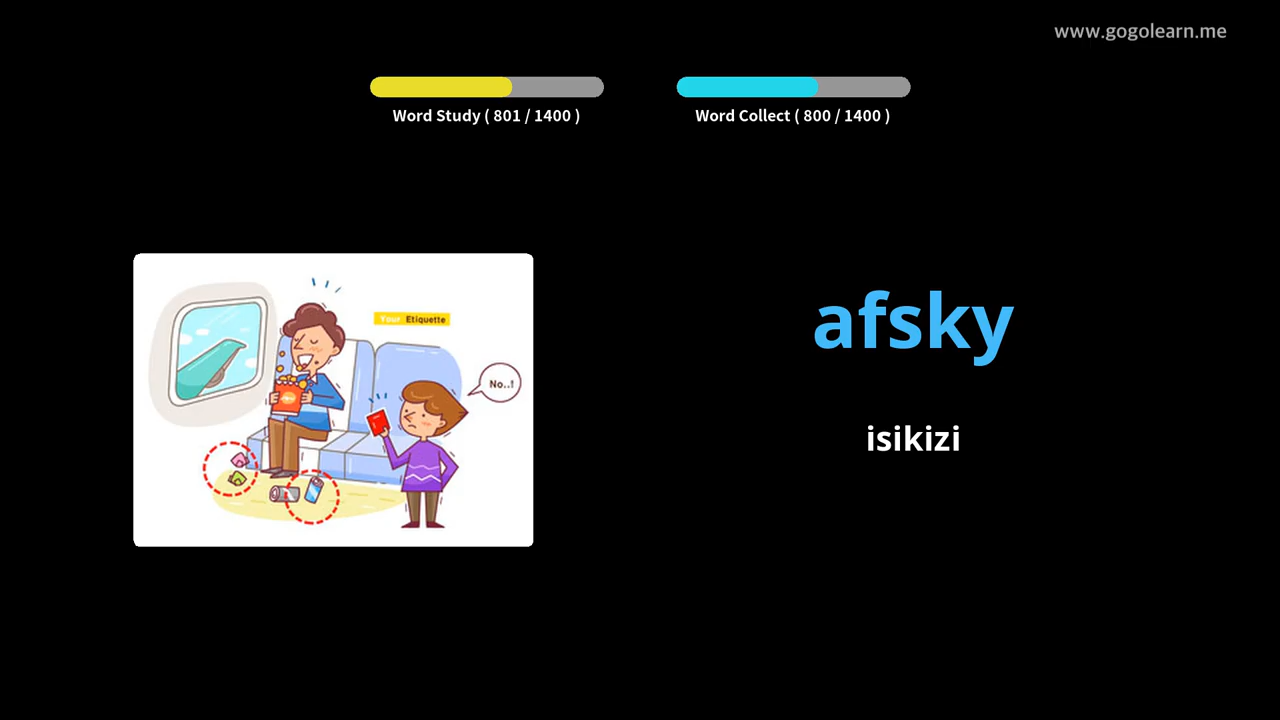 www.gogolearn.me
Word Study ( 801 / 1400 )
Word Collect ( 800 / 1400 )
Your Etiquette
No..!
afsky
isikizi